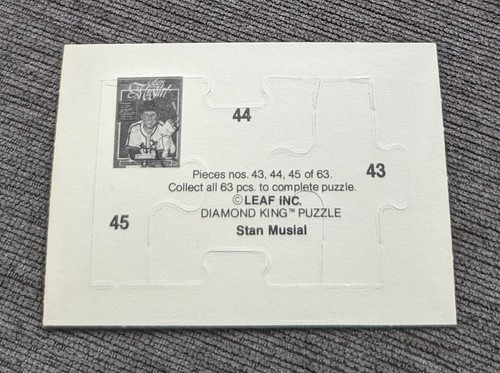 44
Pieces nos. 43, 44, 45 of 63.
Collect all 63 pcs. to complete puzzle.
43
© LEAF INC.
DIAMOND KING™ PUZZLE
45
Stan Musial